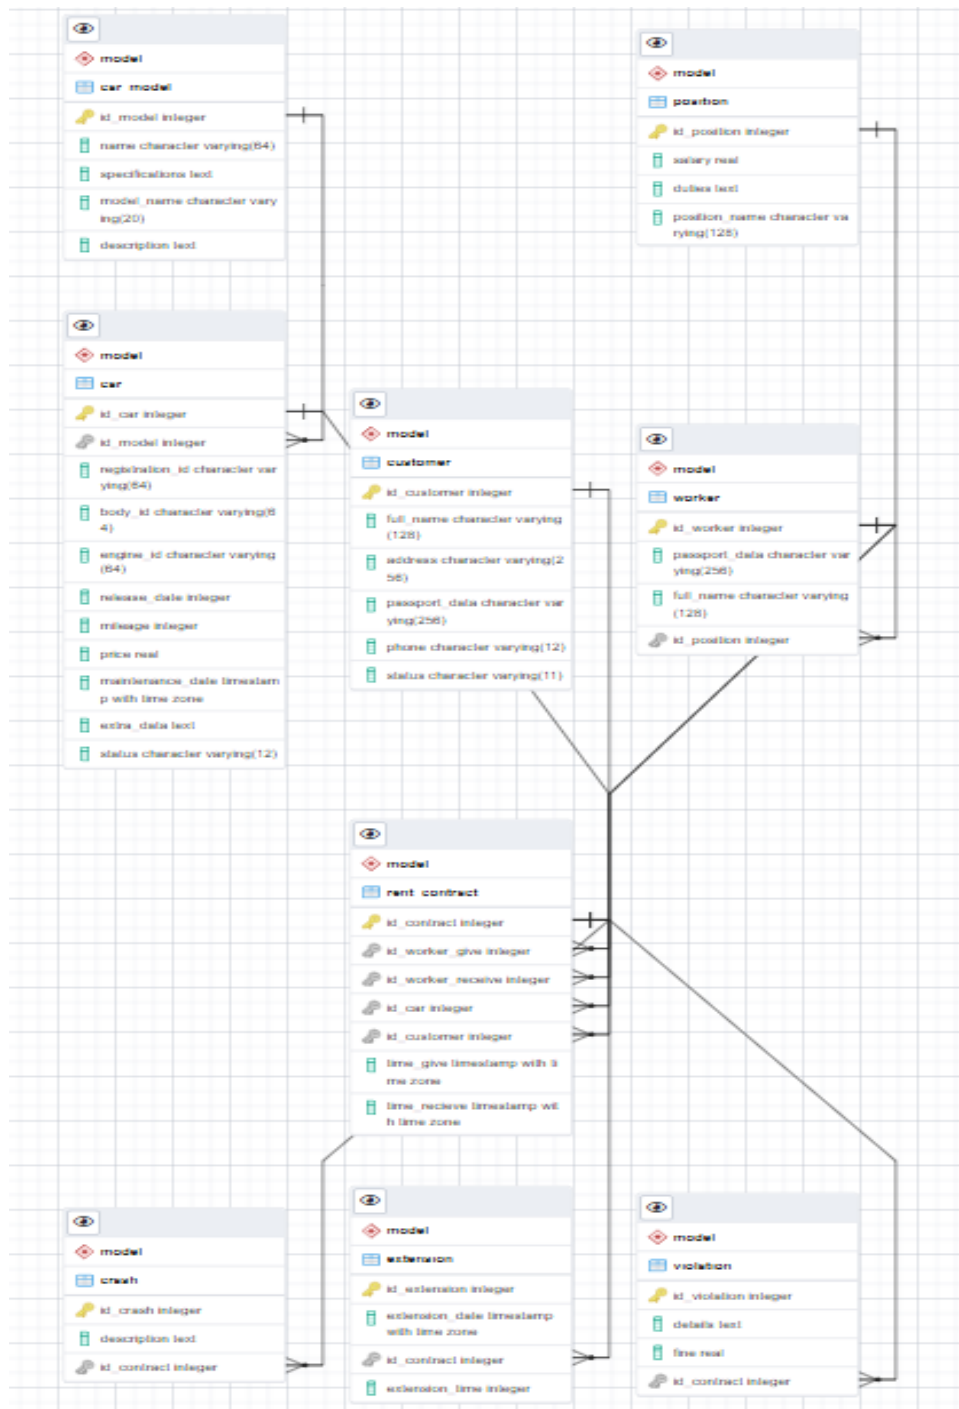 model
car_model
id_model integer
name character varying(64)
specifications text
model_name character vary
ing(20)
description text
model
position
id_position integer
salary real
duties text
position_name character va
rying(128)
model
car
id_car integer
id_model integer
registration_id character var
ying(64)
body_id character varying(6
4)
engine_id character varying
(64)
release_date integer
mileage integer
price real
maintenance_date timestam
p with time zone
extra_data text
status character varying(12)
model
customer
id_customer integer
full_name character varying
(128)
address character varying(2
56)
passport_data character var
ying(256)
phone character varying(12)
status character varying(11)
model
worker
id_worker integer
passport_data character var
ying(256)
full_name character varying
(128)
id_position integer
model
rent_contract
id_contract integer
id_worker_give integer
id_worker_receive integer
id_car integer
id_customer integer
time_give timestamp with ti
me zone
time_recieve timestamp wit
h time zone
model
crash
id_crash integer
description text
id_contract integer
model
extension
id_extension integer
extension_date timestamp
with time zone
id_contract integer
extension_time integer
model
violation
id_violation integer
details text
fine real
id_contract integer